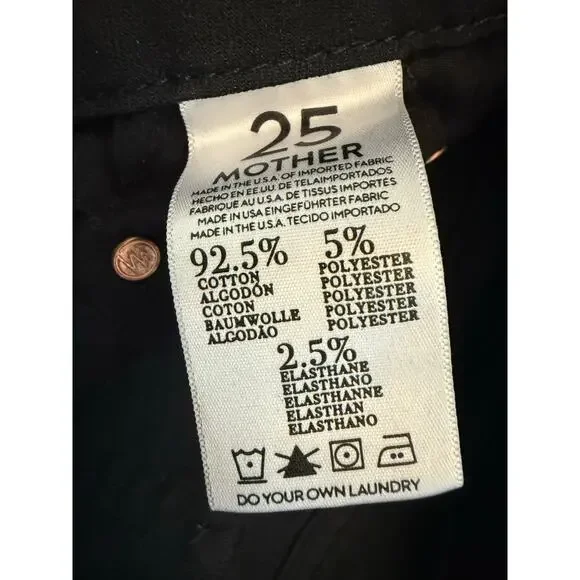 25
MOTHER
MADE IN THE U.S.A. OF IMPORTED FABRIC
HECHO EN EE.UU. DE TELAIMPORTADOS
FABRIQUE AU U.S.A. DE TISSUS IMPORTES
MADE IN USA EINGEFÜHRTER FABRIC
MADE IN THE U.S.A. TECIDO IMPORTADO
92.5%
COTTON
ALGODÓN
COTON
BAUMWOLLE
ALGODÃO
5%
POLYESTER
POLYESTER
POLYESTER
POLYESTER
POLYESTER
2.5%
ELASTHANE
ELASTHANO
ELASTHANNE
ELASTHAN
ELASTHANO
DO YOUR OWN LAUNDRY